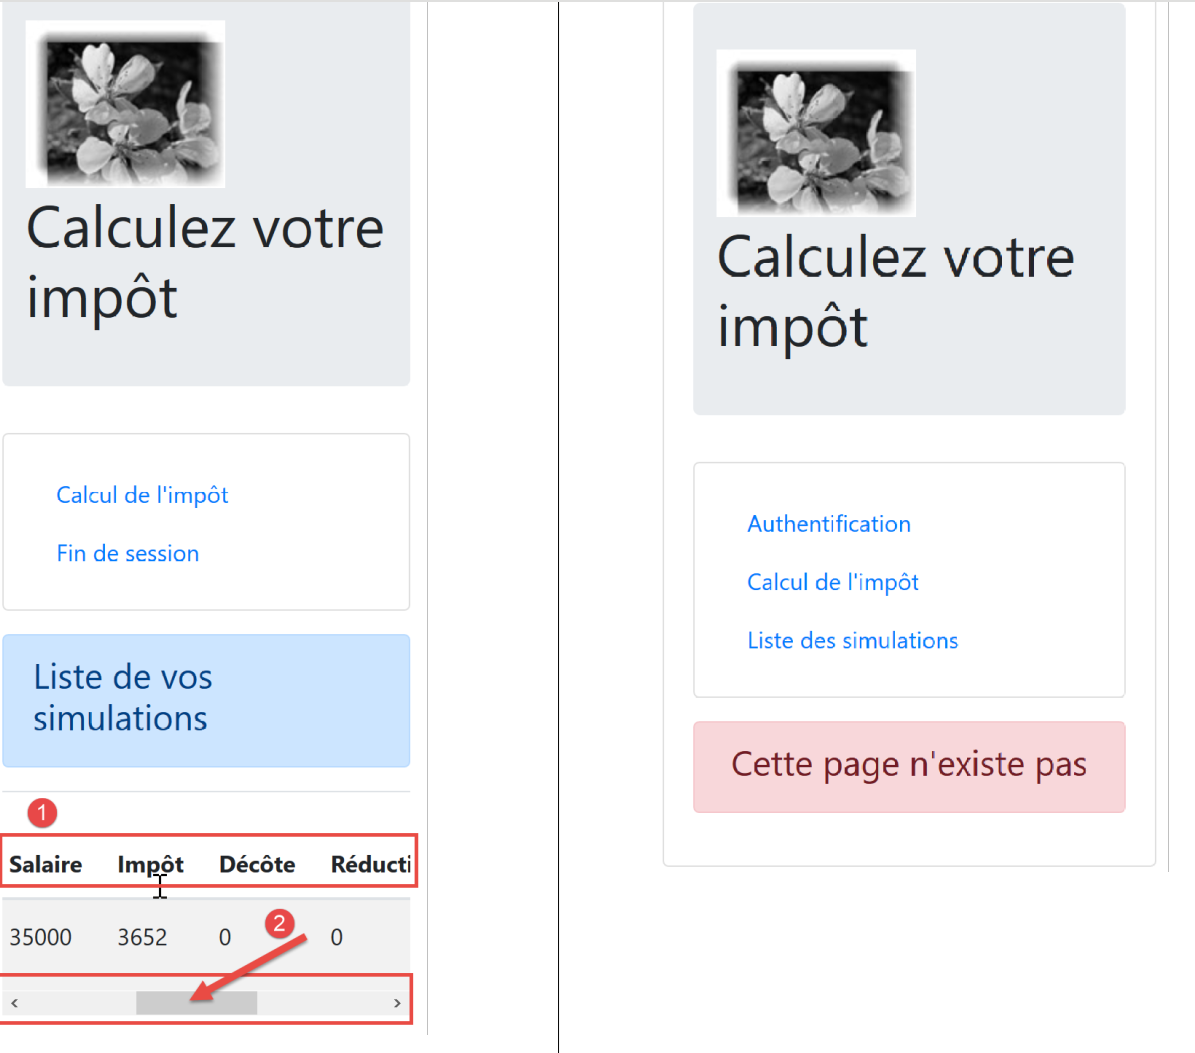 Calculez votre
impôt
Calcul de l'impôt
Fin de session
Liste de vos
simulations
1
Salaire Impôt Décôte Réducti
35000 3652 0 0
2
Calculez votre
impôt
Authentification
Calcul de l'impôt
Liste des simulations
Cette page n'existe pas